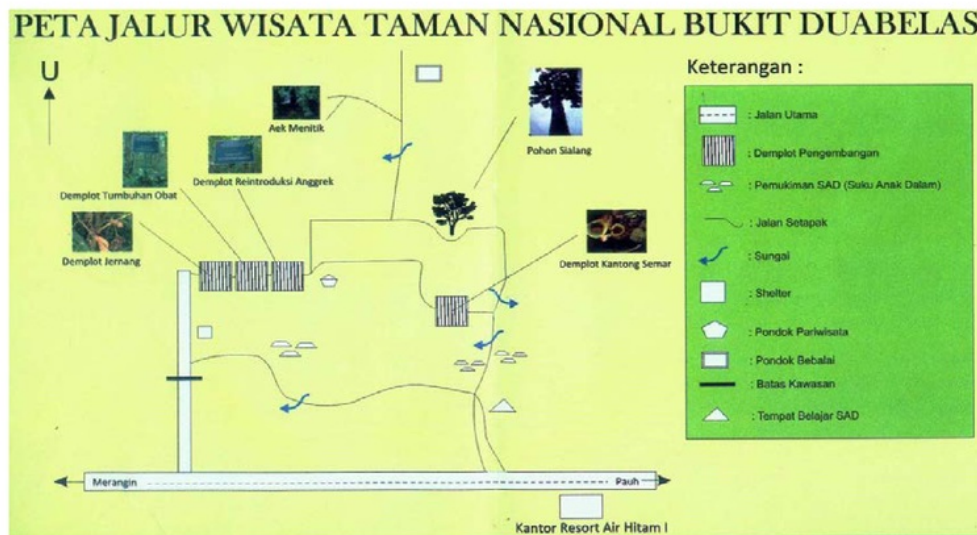 PETA JALUR WISATA TAMAN NASIONAL BUKIT DUABELAS
U
Aek Menitik
Pohon Sialang
Demplot Tumbuhan Obat
Demplot Reintroduksi Anggrek
Demplot Jernang
Demplot Kantong Semar
Merangin
Pauh
Kantor Resort Air Hitam I
Keterangan :
: Jalan Utama
: Demplot Pengembangan
: Pemukiman SAD (Suku Anak Dalam)
: Jalan Setapak
: Sungai
: Shelter
: Pondok Pariwisata
: Pondok Bebalai
: Batas Kawasan
: Tempat Belajar SAD